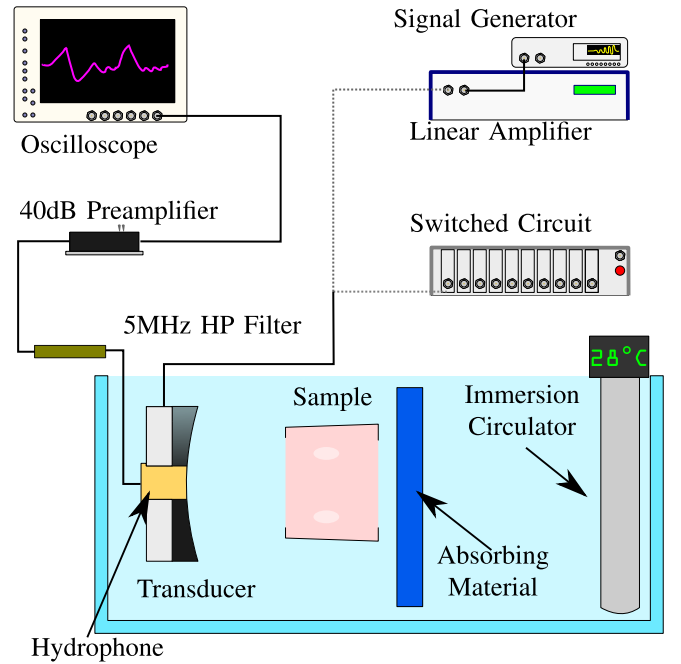 Signal Generator
Linear Amplifier
Oscilloscope
40dB Preamplifier
Switched Circuit
5MHz HP Filter
28°C
Sample
Immersion
Circulator
Absorbing
Material
Transducer
Hydrophone